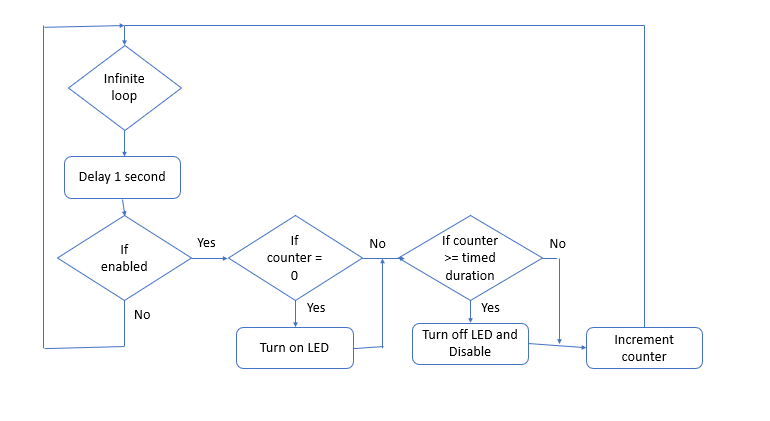 Infinite
loop
Delay 1 second
If
enabled
Yes
No
If
counter =
0
No
Yes
Turn on LED
If counter
>= timed
duration
No
Yes
Turn off LED and
Disable
Increment
counter